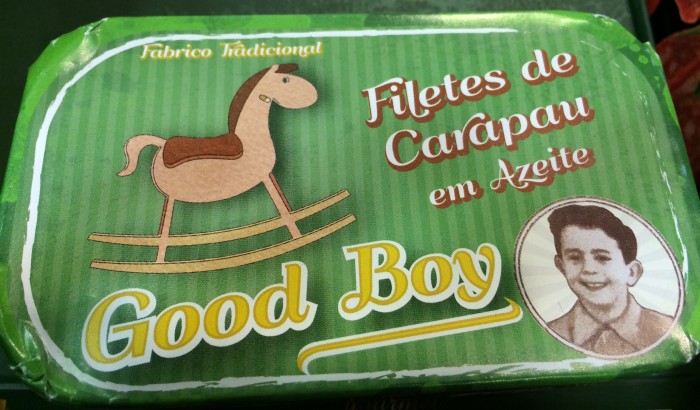 Fabrico Tradicional
Filetes de
Carapau
em Azeite
Good Boy